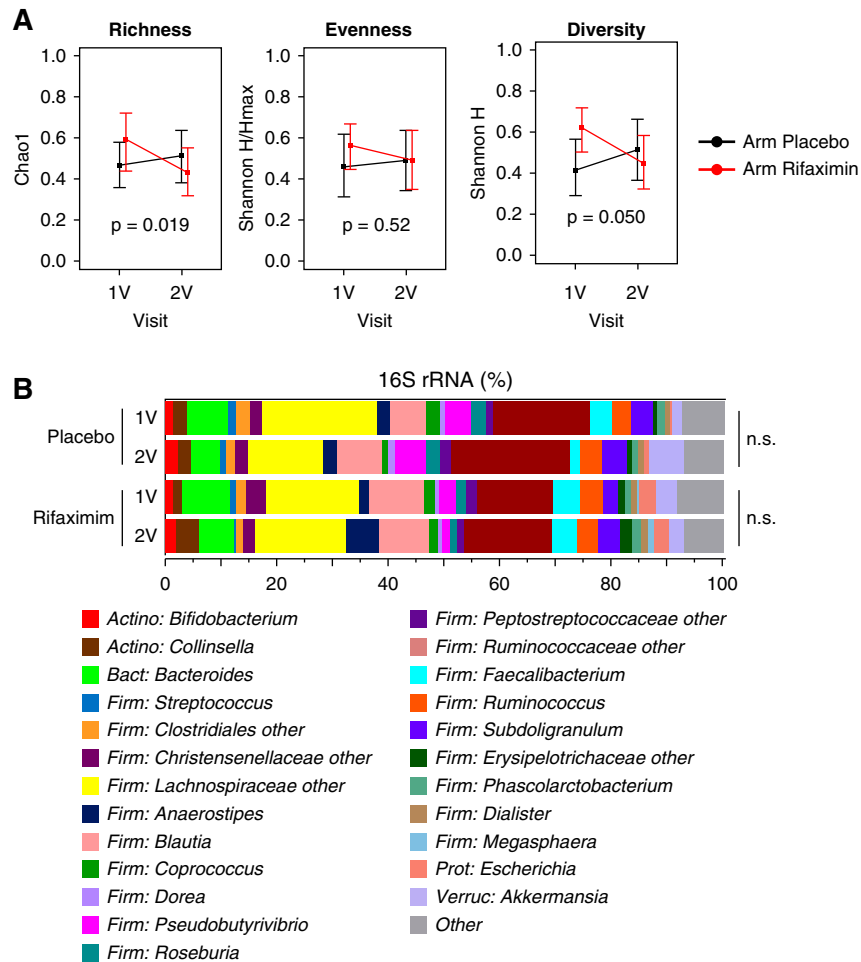 A
Richness
Evenness
Diversity
1.0
0.8
0.6
0.4
0.2
0.0
Chao1
p = 0.019
1V
2V
Visit
1.0
0.8
0.6
0.4
0.2
0.0
Shannon H/Hmax
p = 0.52
1V
2V
Visit
1.0
0.8
0.6
0.4
0.2
0.0
Shannon H
p = 0.050
1V
2V
Visit
Arm Placebo
Arm Rifaximin
B
16S rRNA (%)
Placebo
1V
2V
n.s.
Rifaximim
1V
2V
n.s.
0 20 40 60 80 100
Actino: Bifidobacterium
Actino: Collinsella
Bact: Bacteroides
Firm: Streptococcus
Firm: Clostridiales other
Firm: Christensenellaceae other
Firm: Lachnospiraceae other
Firm: Anaerostipes
Firm: Blautia
Firm: Coprococcus
Firm: Dorea
Firm: Pseudobutyrivibrio
Firm: Roseburia
Firm: Peptostreptococcaceae other
Firm: Ruminococcaceae other
Firm: Faecalibacterium
Firm: Ruminococcus
Firm: Subdoligranulum
Firm: Erysipelotrichaceae other
Firm: Phascolarctobacterium
Firm: Dialister
Firm: Megasphaera
Prot: Escherichia
Verruc: Akkermansia
Other